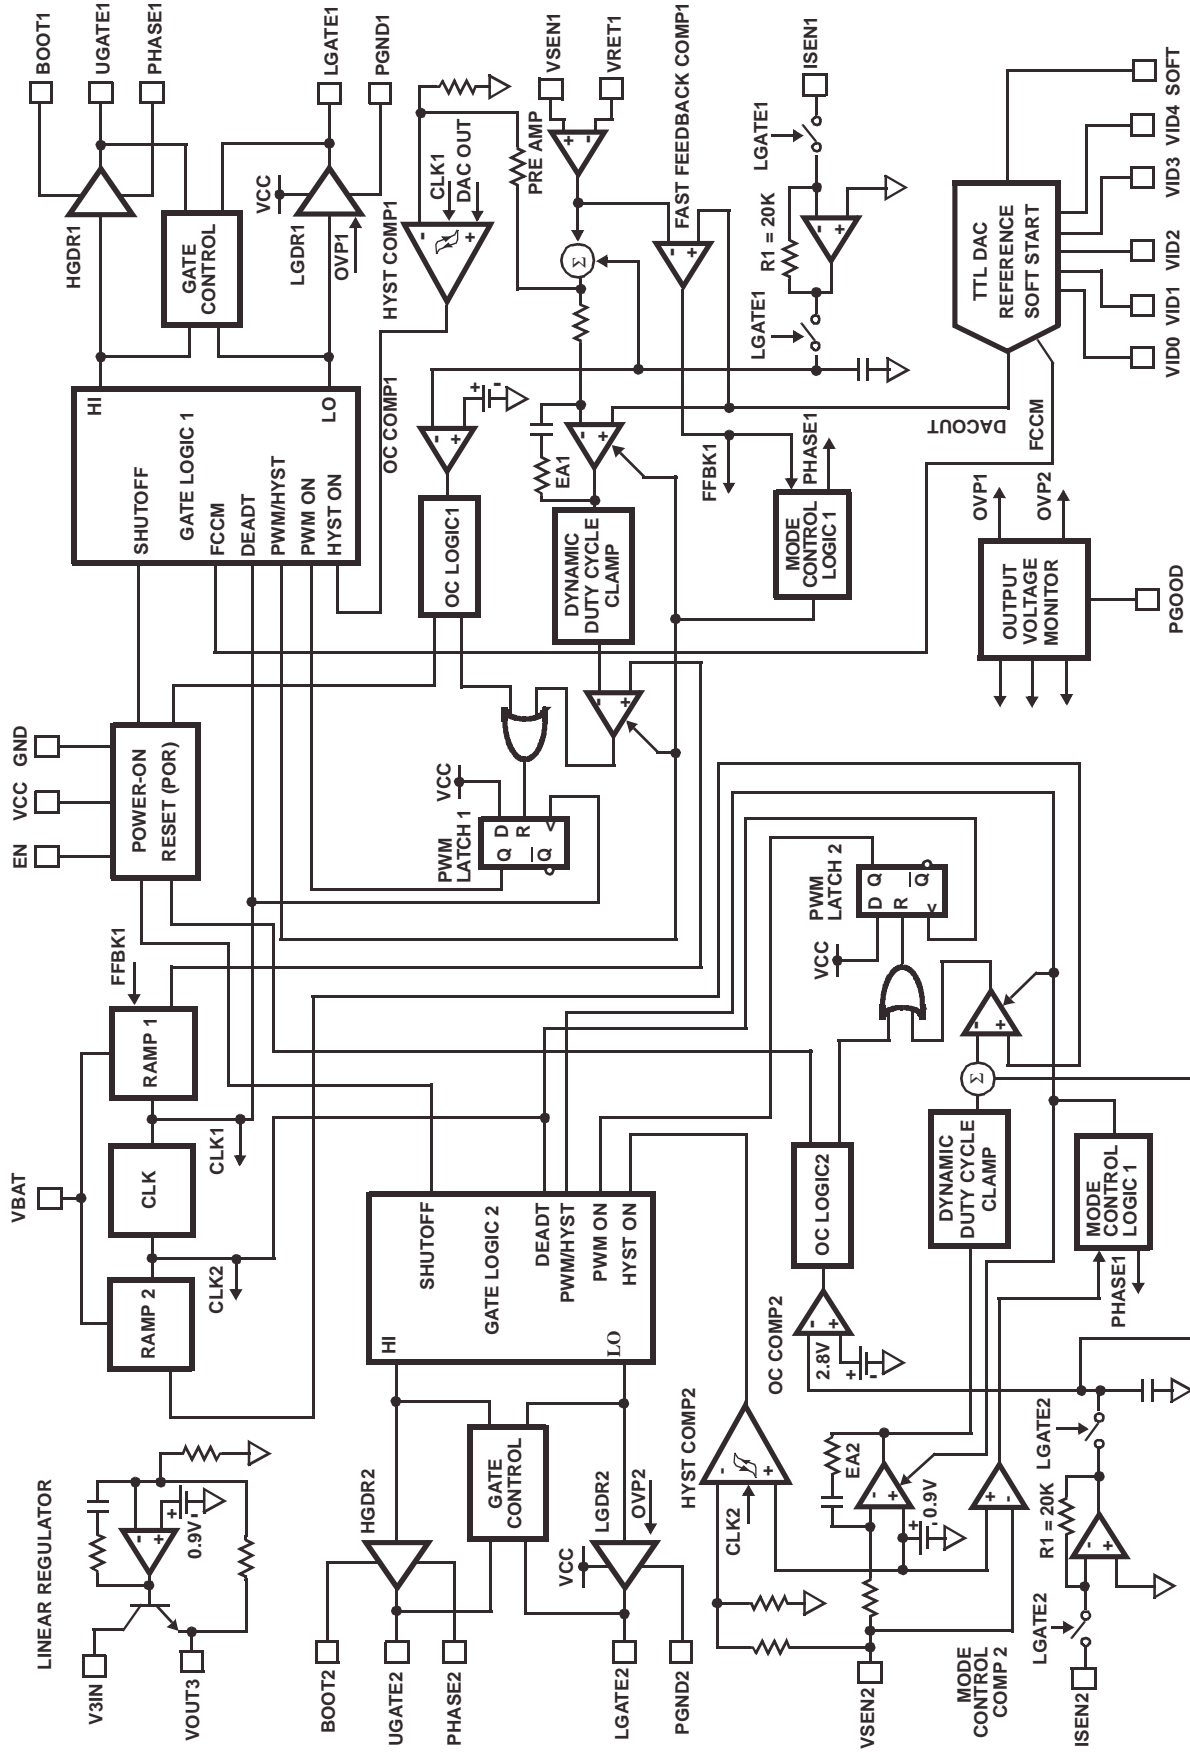 BOOT1
UGATE1
PHASE1
LGATE1
PGND1
VSEN1
VRET1
ISEN1
SOFT
VID4
VID3
VID2
VID1
VID0
HGDR1
GATE
CONTROL
VCC
LGDR1
OVP1
HYST COMP1
CLK1
DAC OUT
-
+
PRE AMP
+
-
Σ
FAST FEEDBACK COMP1
-
+
LGATE1
R1 = 20K
-
+
LGATE1
TTL DAC
REFERENCE
SOFT START
HI
LO
SHUTOFF
GATE LOGIC 1
FCCM
DEADT
PWM/HYST
PWM ON
HYST ON
OC COMP1
-
+
+
-
OC LOGIC1
EA1
-
+
DYNAMIC
DUTY CYCLE
CLAMP
FFBK1
PHASE1
MODE
CONTROL
LOGIC 1
DACOUT
FCCM
OVP1
OVP2
OUTPUT
VOLTAGE
MONITOR
PGOOD
GND
VCC
EN
POWER-ON
RESET (POR)
-
+
VCC
PWM
LATCH 1
D
R
>
Q
Q
FFBK1
RAMP 1
VBAT
CLK
CLK1
CLK2
RAMP 2
PWM
LATCH 2
VCC
D
R
>
Q
Q
-
+
Σ
SHUTOFF
GATE LOGIC 2
DEADT
PWM/HYST
PWM ON
HYST ON
HI
LO
OC LOGIC2
OC COMP2
-
+
2.8V
+
-
DYNAMIC
DUTY CYCLE
CLAMP
MODE
CONTROL
LOGIC 1
PHASE1
LINEAR REGULATOR
-
+
+
-
0.9V
V3IN
VOUT3
HGDR2
GATE
CONTROL
LGDR2
OVP2
VCC
BOOT2
UGATE2
PHASE2
LGATE2
PGND2
HYST COMP2
-
+
CLK2
EA2
-
+
+
-
0.9V
+
-
LGATE2
R1 = 20K
-
+
LGATE2
VSEN2
MODE
CONTROL
COMP 2
ISEN2